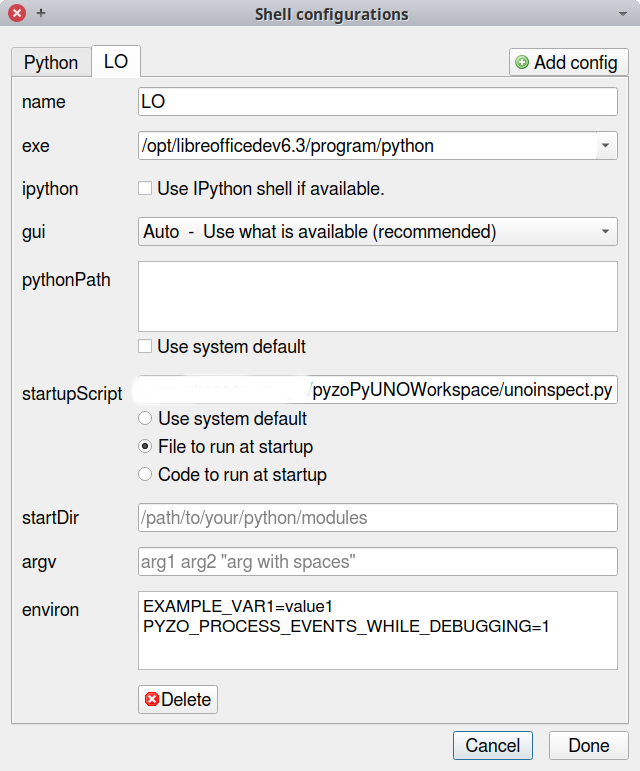 Shell configurations
Python LO Add config
name LO
exe /opt/libreofficedev6.3/program/python
ipython Use IPython shell if available.
gui Auto - Use what is available (recommended)
pythonPath
Use system default
startupScript /pyzoPyUNOWorkspace/unoinspect.py
Use system default
File to run at startup
Code to run at startup
startDir /path/to/your/python/modules
argv arg1 arg2 "arg with spaces"
environ EXAMPLE_VAR1=value1
PYZO_PROCESS_EVENTS_WHILE_DEBUGGING=1
Delete
Cancel Done